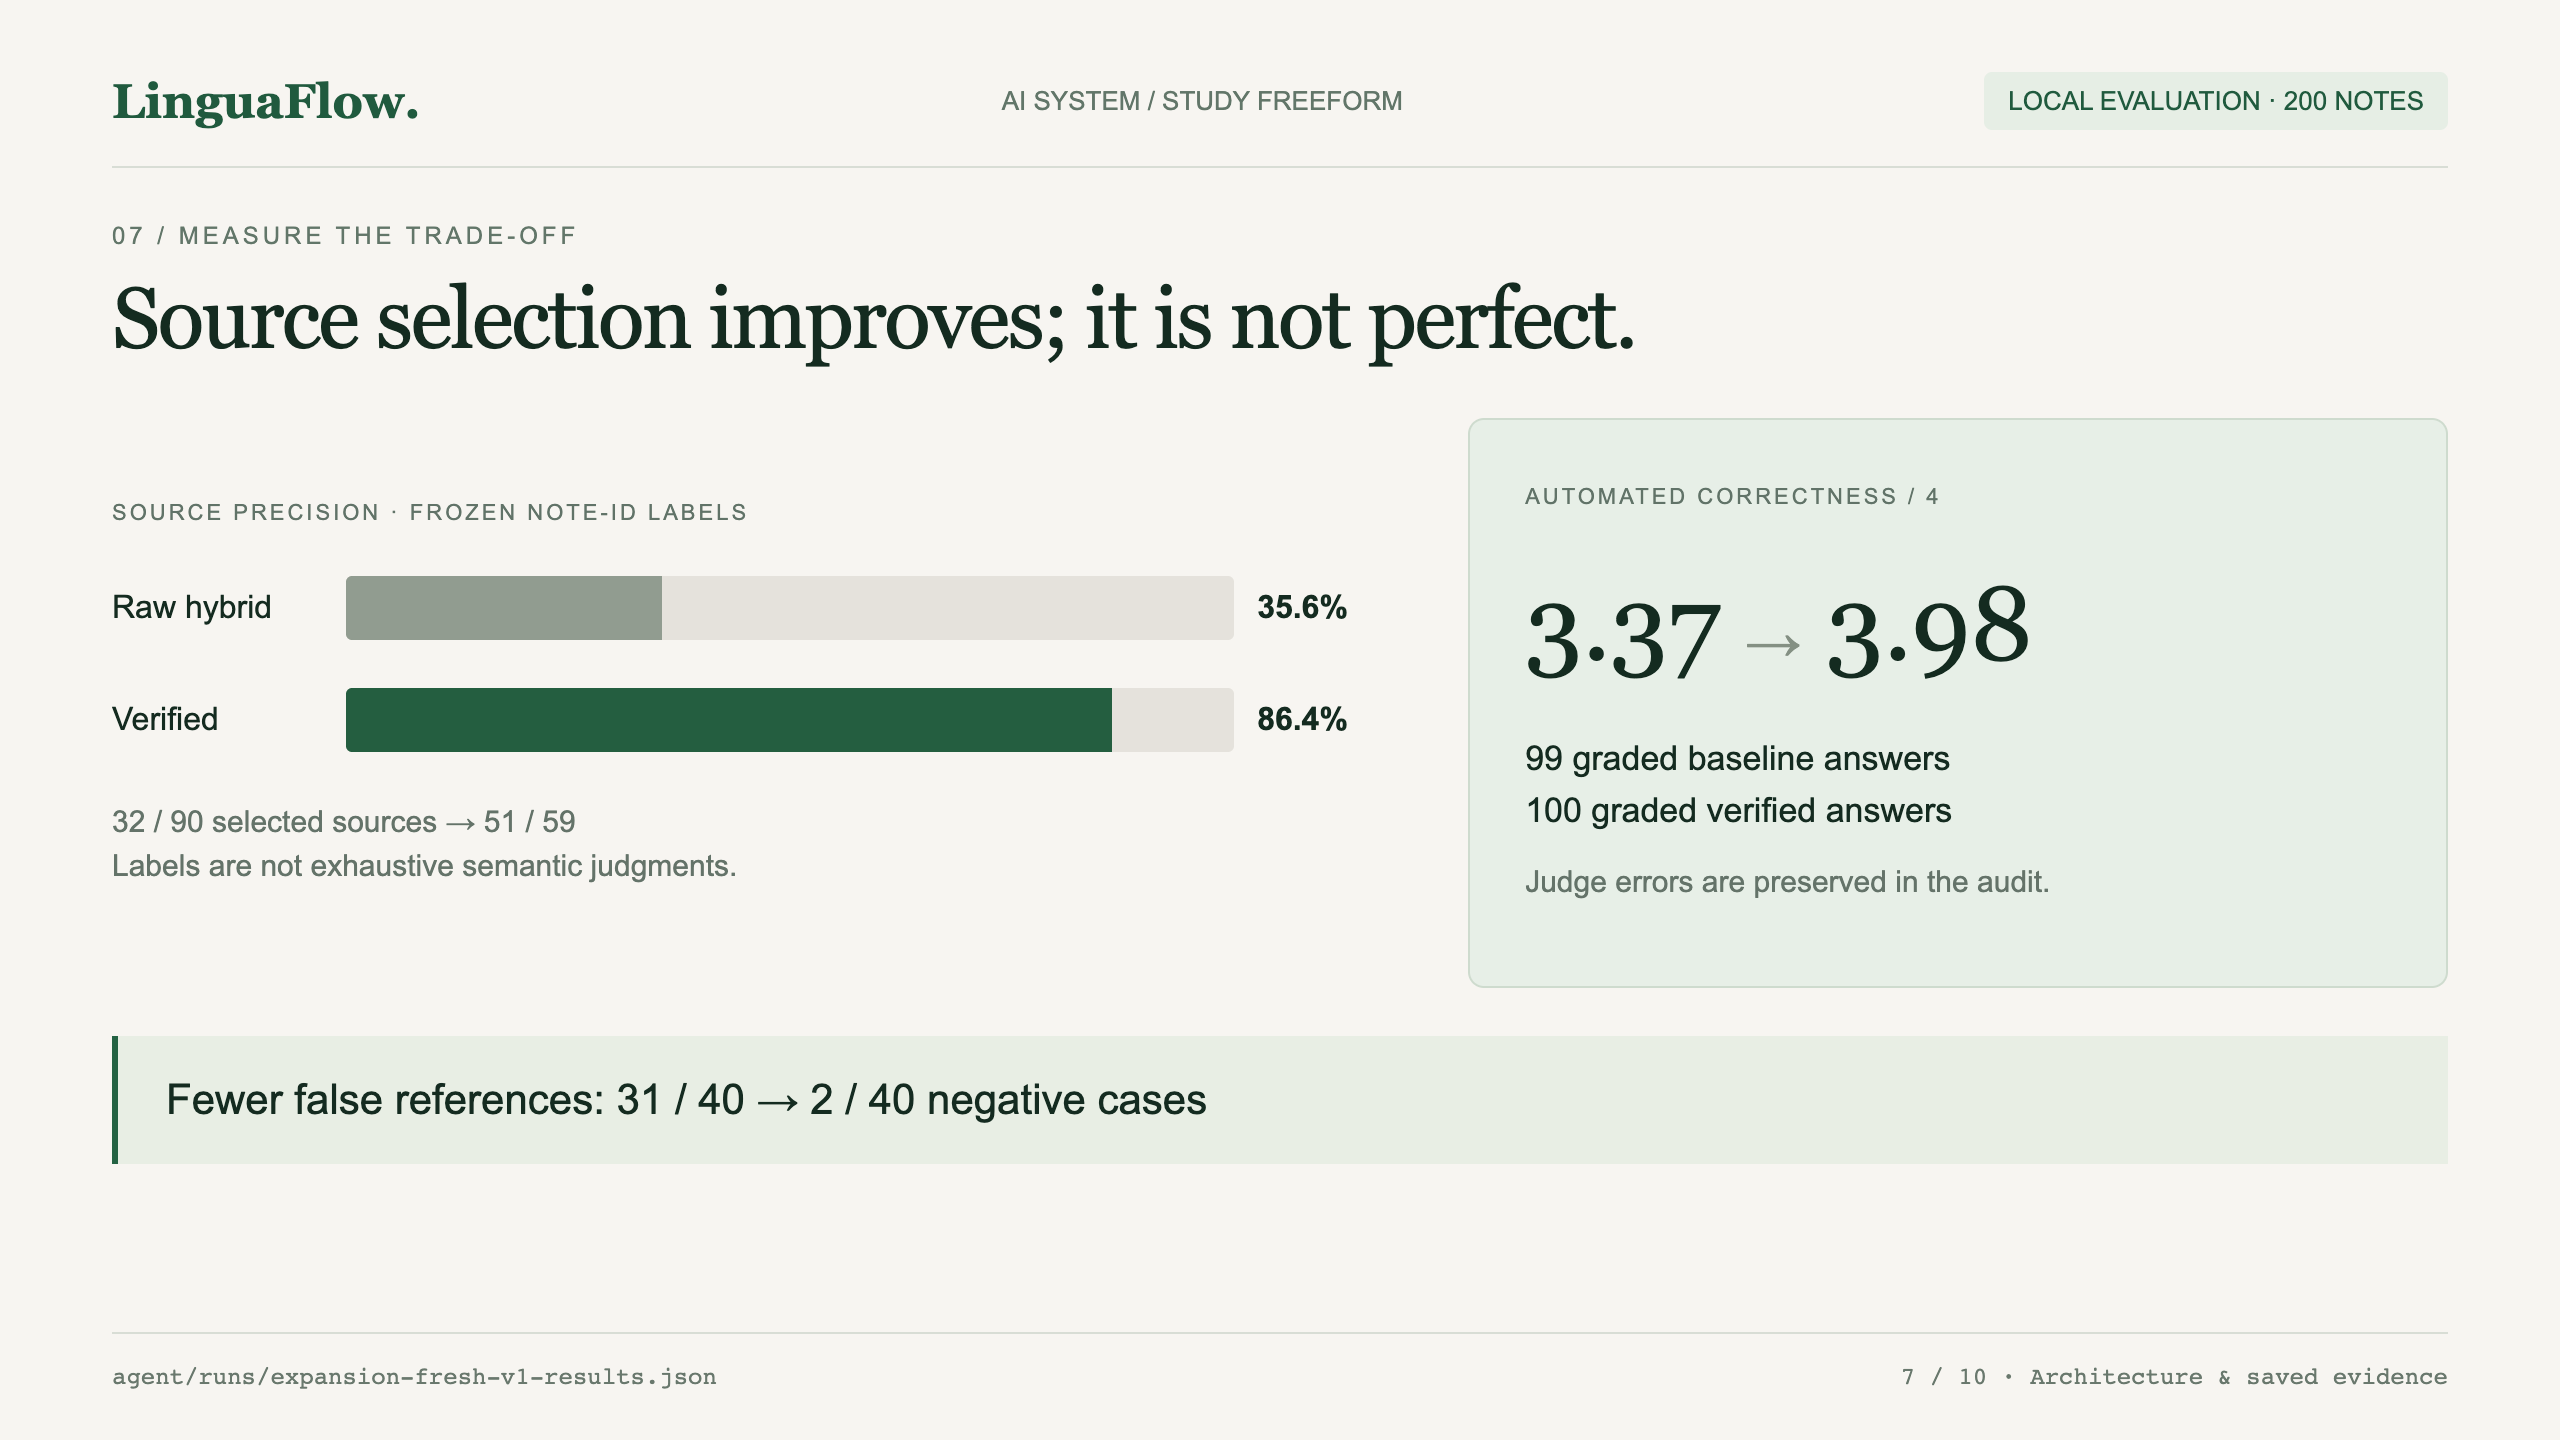 LinguaFlow.
AI SYSTEM / STUDY FREEFORM
LOCAL EVALUATION · 200 NOTES
07 / MEASURE THE TRADE-OFF
Source selection improves; it is not perfect.
SOURCE PRECISION · FROZEN NOTE-ID LABELS
Raw hybrid
35.6%
Verified
86.4%
32 / 90 selected sources → 51 / 59
Labels are not exhaustive semantic judgments.
AUTOMATED CORRECTNESS / 4
3.37 → 3.98
99 graded baseline answers
100 graded verified answers
Judge errors are preserved in the audit.
Fewer false references: 31 / 40 → 2 / 40 negative cases
agent/runs/expansion-fresh-v1-results.json
7 / 10 · Architecture & saved evidence